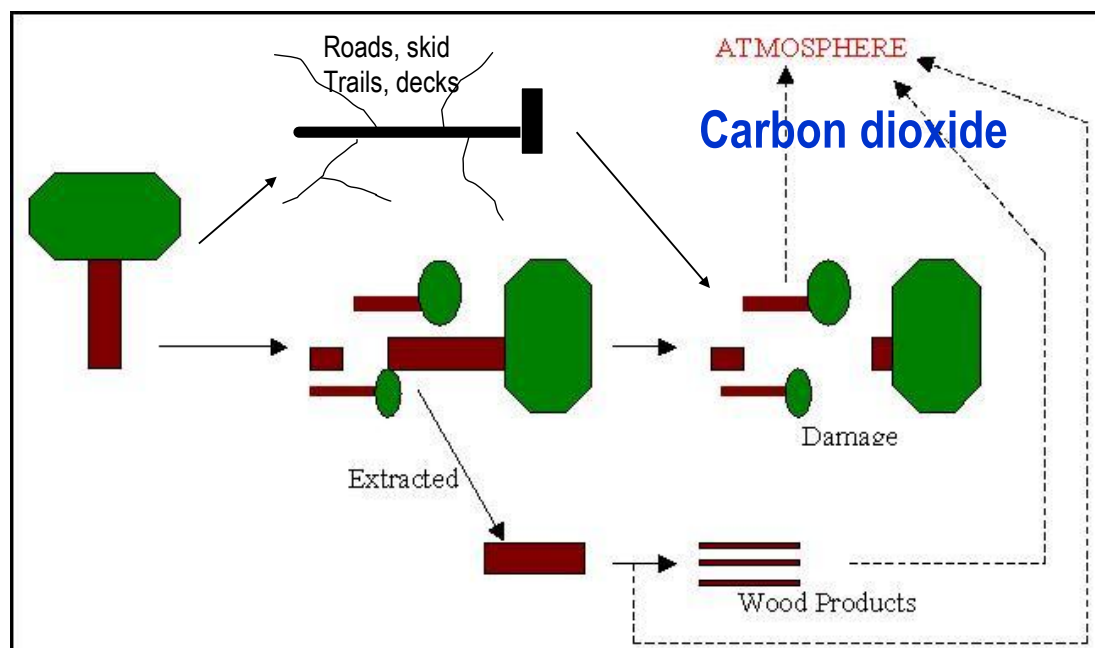 Roads, skid
Trails, decks
ATMOSPHERE
Carbon dioxide
Damage
Extracted
Wood Products